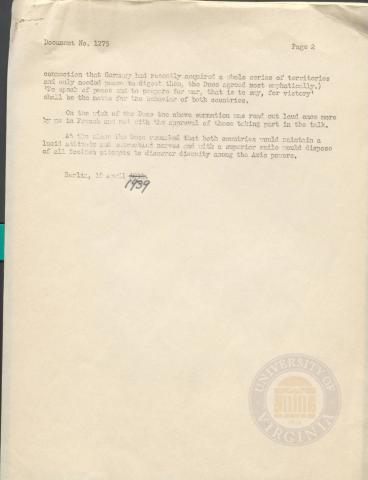 Document No. 1275
Page 2
connection that Germany had recently acquired a whole series of territories
and only needed peace to digest them, the Duce agreed most emphatically.)
'To speak of peace and to prepare for war, that is to say, for victory'
shall be the motto for the behavior of both countries.
On the wish of the Duce the above summation was read out loud once more
by me in French and met with the approval of those taking part in the talk.
At the close the Duce remarked that both countries would maintain a
lucid attitude and nerves and with a superior smile would dispose
of all foolish attempts to discover disunity among the Axis powers.
Berlin, 18 April
1939
UNIVERSITY OF
VIRGINIA